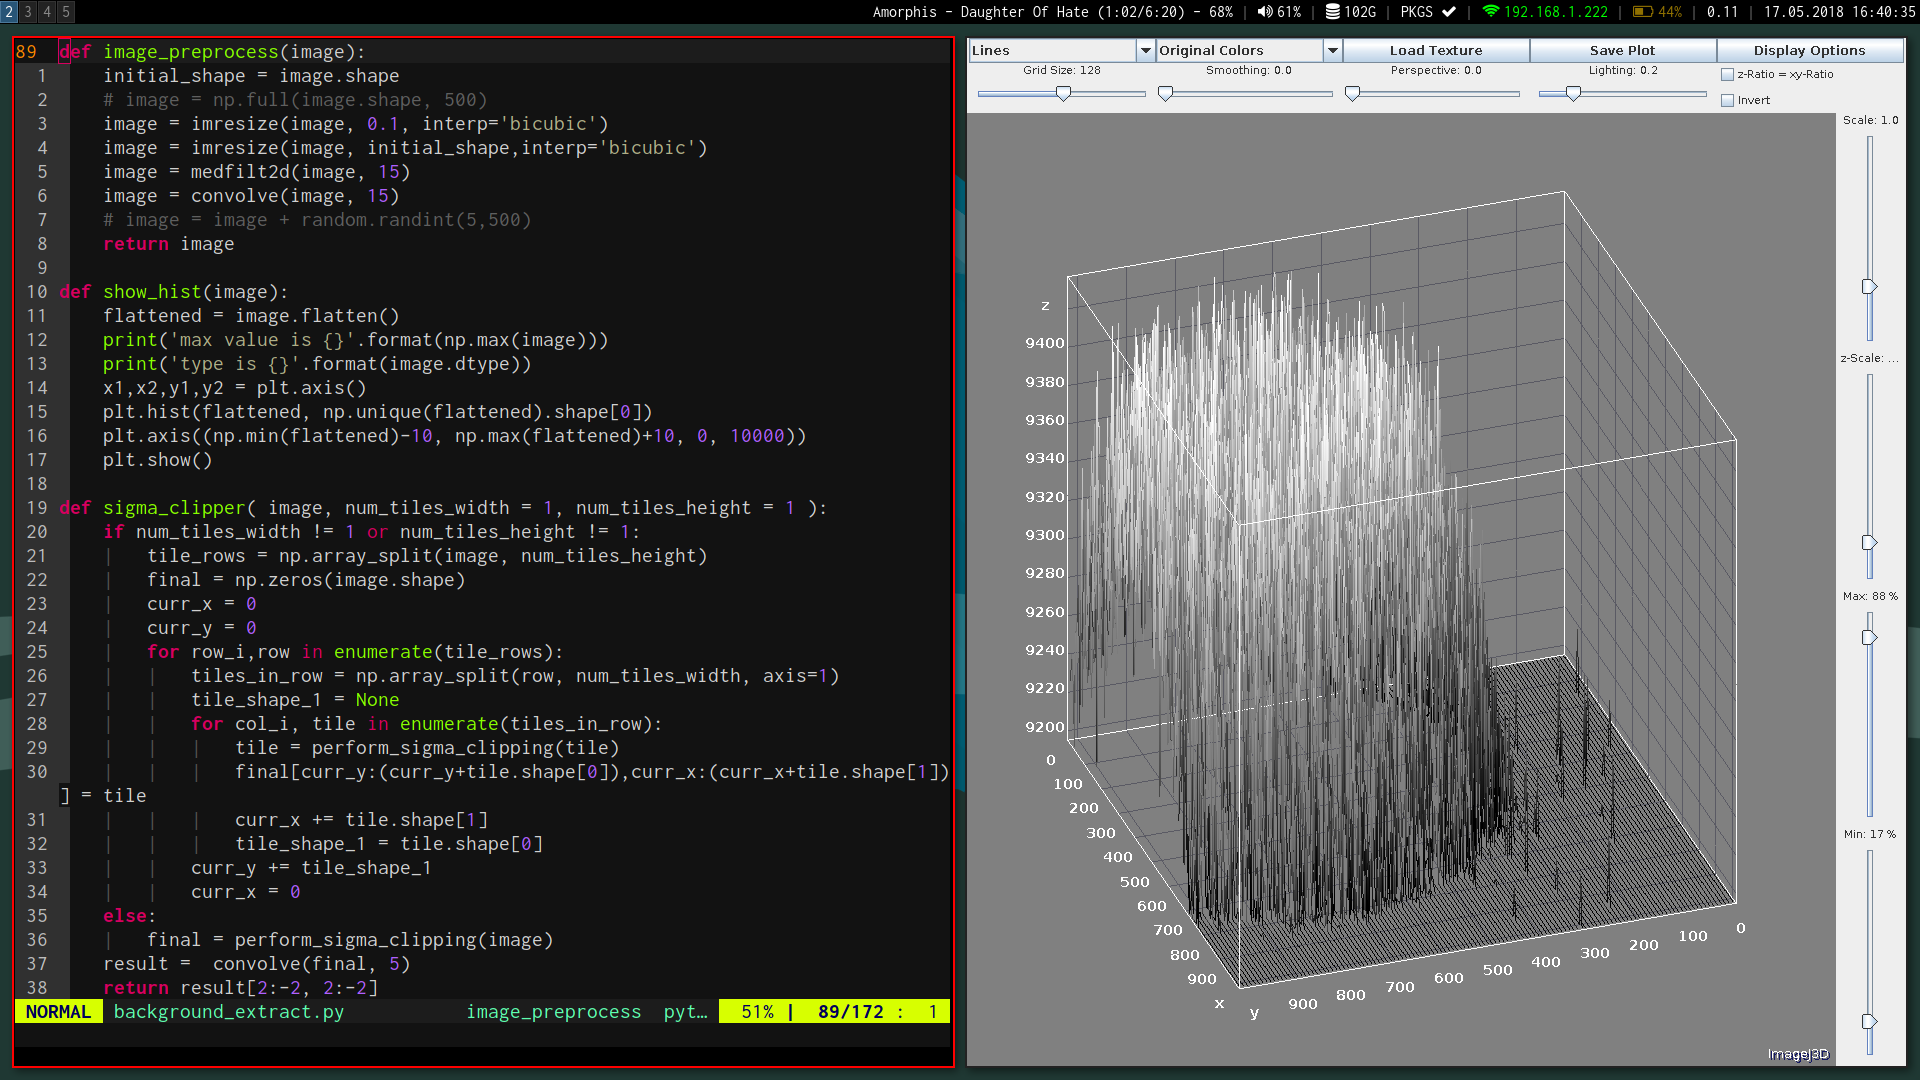 2 3 4 5
Amorphis - Daughter Of Hate (1:02/6:20) - 68% | 61% | 102G | PKGS | 192.168.1.222 | 44% | 0.11 | 17.05.2018 16:40:35
89 def image_preprocess(image):
1 initial_shape = image.shape
2 # image = np.full(image.shape, 500)
3 image = imresize(image, 0.1, interp='bicubic')
4 image = imresize(image, initial_shape,interp='bicubic')
5 image = medfilt2d(image, 15)
6 image = convolve(image, 15)
7 # image = image + random.randint(5,500)
8 return image
9
10 def show_hist(image):
11 flattened = image.flatten()
12 print('max value is {}'.format(np.max(image)))
13 print('type is {}'.format(image.dtype))
14 x1,x2,y1,y2 = plt.axis()
15 plt.hist(flattened, np.unique(flattened).shape[0])
16 plt.axis((np.min(flattened)-10, np.max(flattened)+10, 0, 10000))
17 plt.show()
18
19 def sigma_clipper( image, num_tiles_width = 1, num_tiles_height = 1 ):
20 if num_tiles_width != 1 or num_tiles_height != 1:
21 | tile_rows = np.array_split(image, num_tiles_height)
22 | final = np.zeros(image.shape)
23 | curr_x = 0
24 | curr_y = 0
25 | for row_i,row in enumerate(tile_rows):
26 | | tiles_in_row = np.array_split(row, num_tiles_width, axis=1)
27 | | tile_shape_1 = None
28 | | for col_i, tile in enumerate(tiles_in_row):
29 | | | tile = perform_sigma_clipping(tile)
30 | | | final[curr_y:(curr_y+tile.shape[0]),curr_x:(curr_x+tile.shape[1])
] = tile
31 | | | curr_x += tile.shape[1]
32 | | | tile_shape_1 = tile.shape[0]
33 | | curr_y += tile_shape_1
34 | | curr_x = 0
35 else:
36 | final = perform_sigma_clipping(image)
37 result =  convolve(final, 5)
38 return result[2:-2, 2:-2]
NORMAL background_extract.py image_preprocess pyt… 51% | 89/172 : 1
Lines Original Colors Load Texture Save Plot Display Options
Grid Size: 128 Smoothing: 0.0 Perspective: 0.0 Lighting: 0.2
z-Ratio = xy-Ratio
Invert
Scale: 1.0
z-Scale: ...
Max: 88 %
Min: 17 %
z
9400
9380
9360
9340
9320
9300
9280
9260
9240
9220
9200
0
100
200
300
400
500
600
700
800
900
x
y
900
800
700
600
500
400
300
200
100
0
ImageJ3D